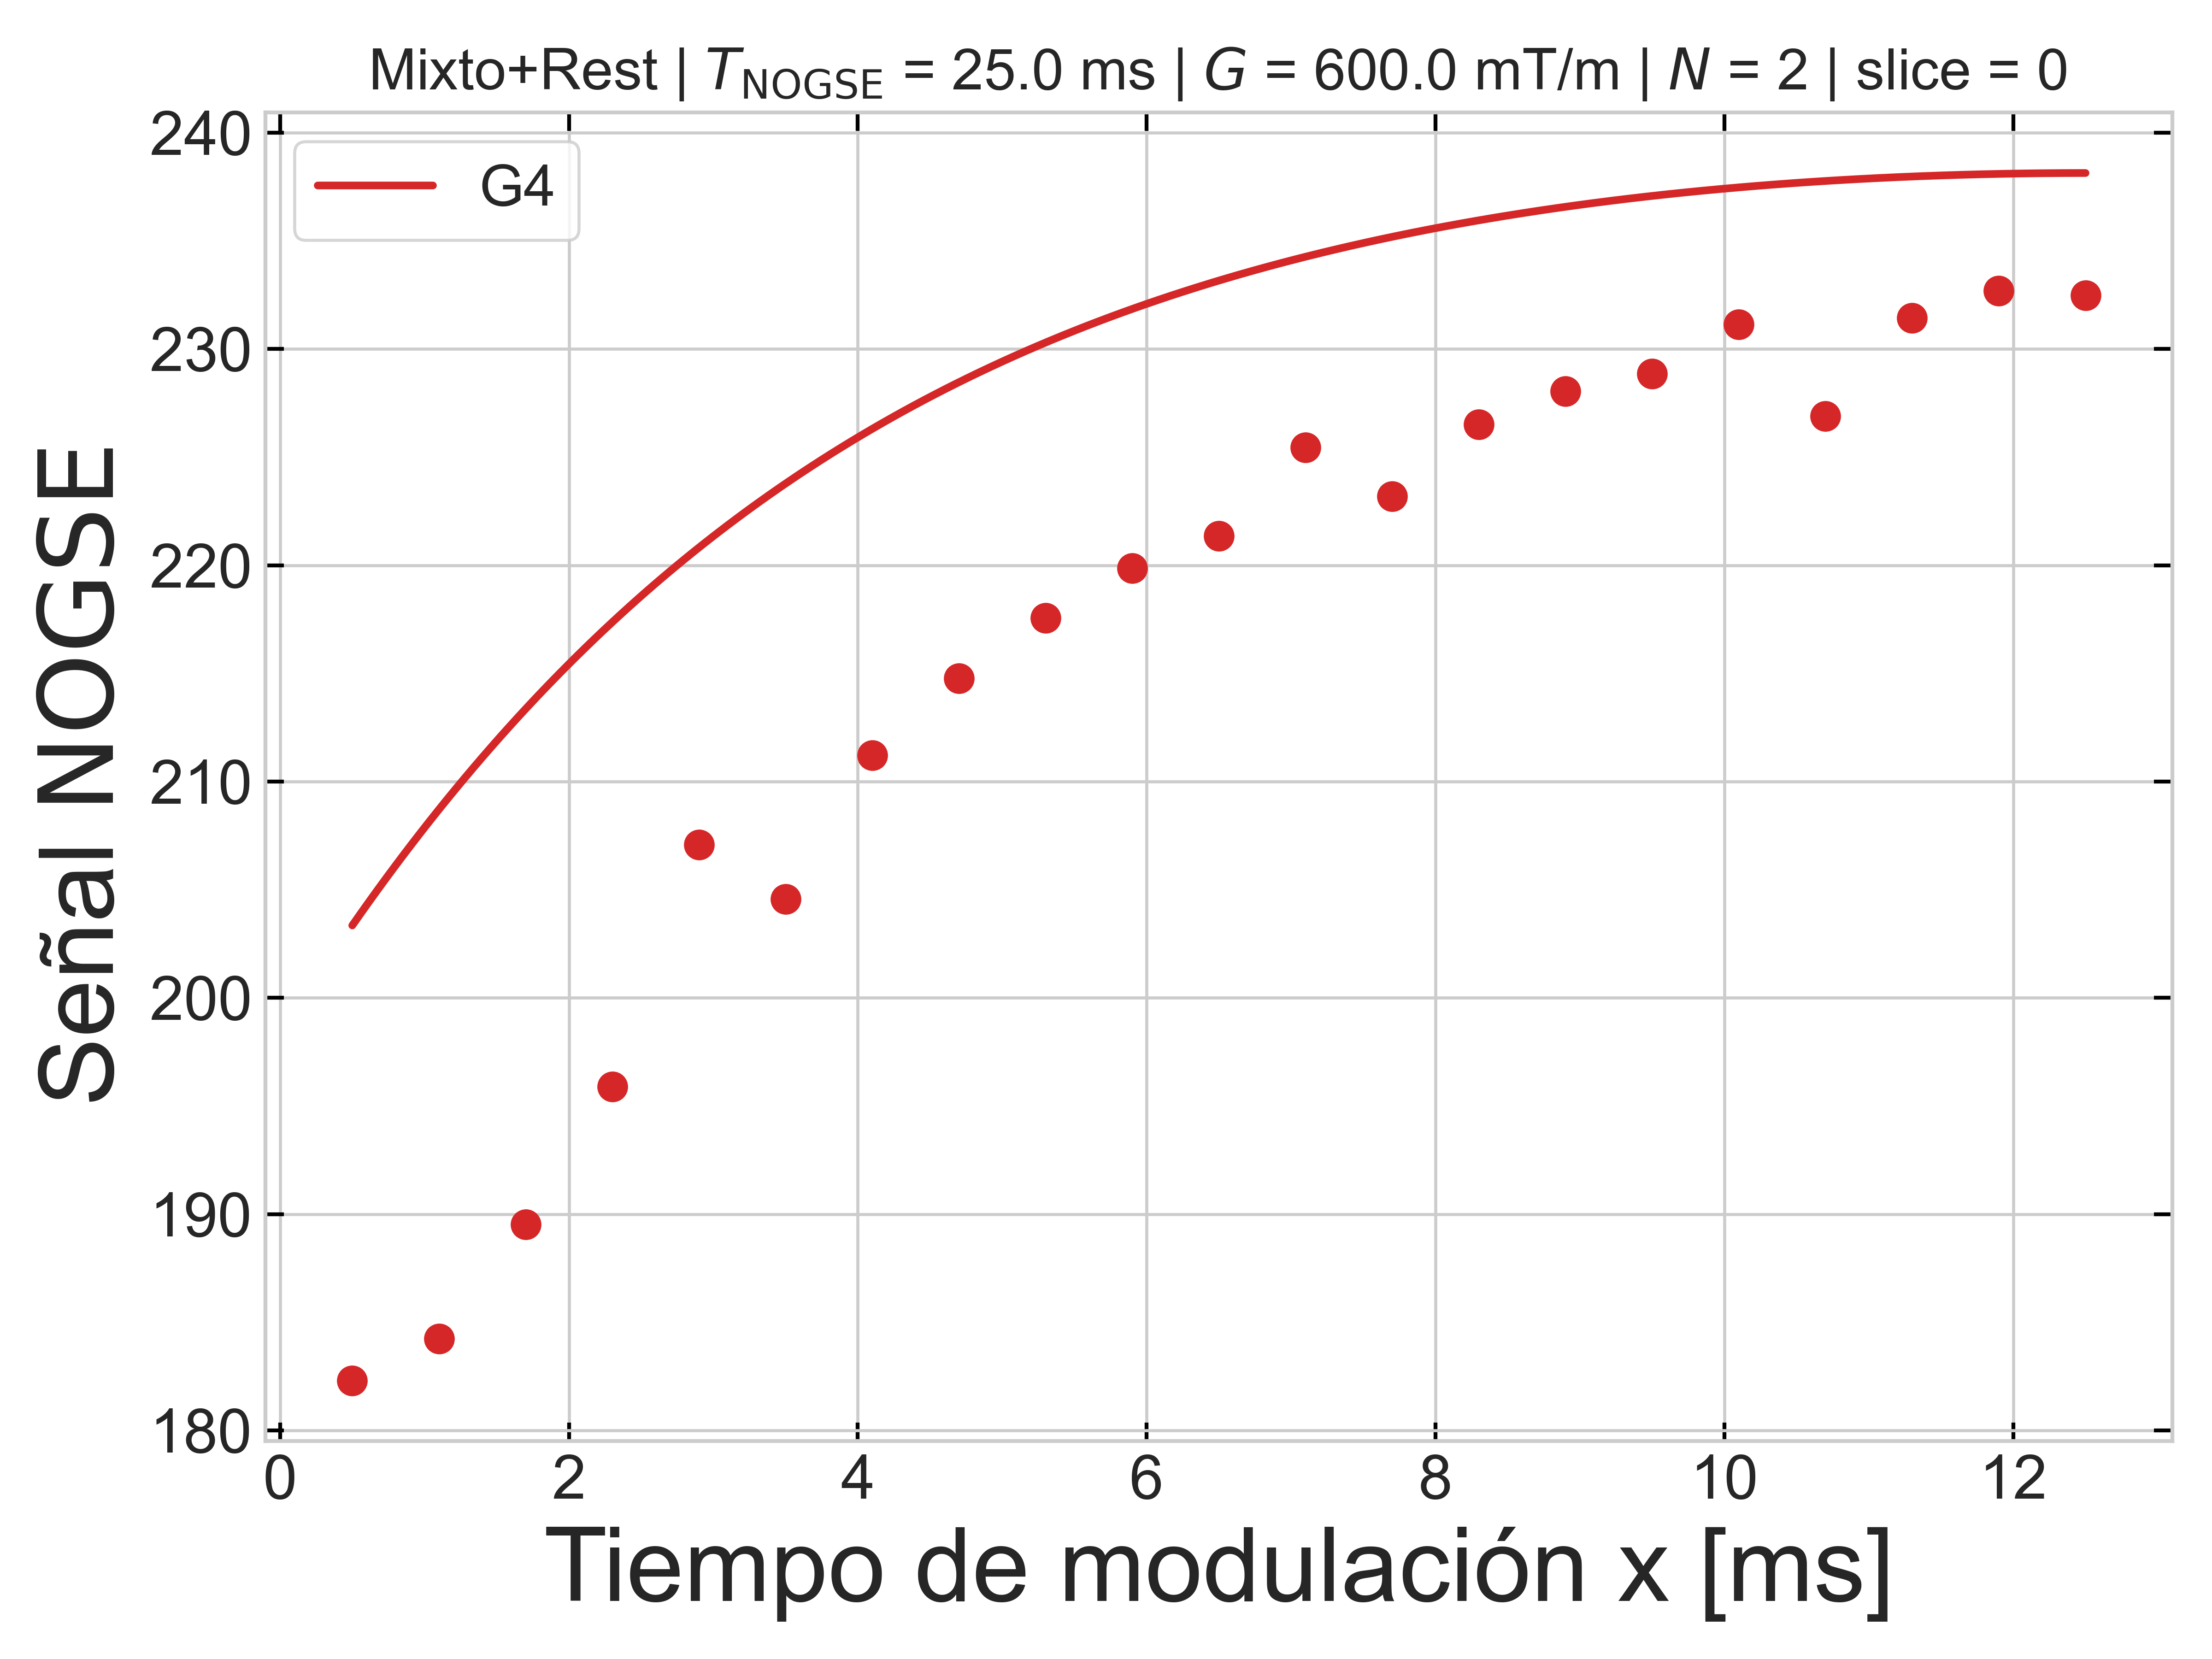 Mixto+Rest | T_NOGSE = 25.0 ms | G = 600.0 mT/m | N = 2 | slice = 0
G4
Señal NOGSE
240
230
220
210
200
190
180
0 2 4 6 8 10 12
Tiempo de modulación x [ms]